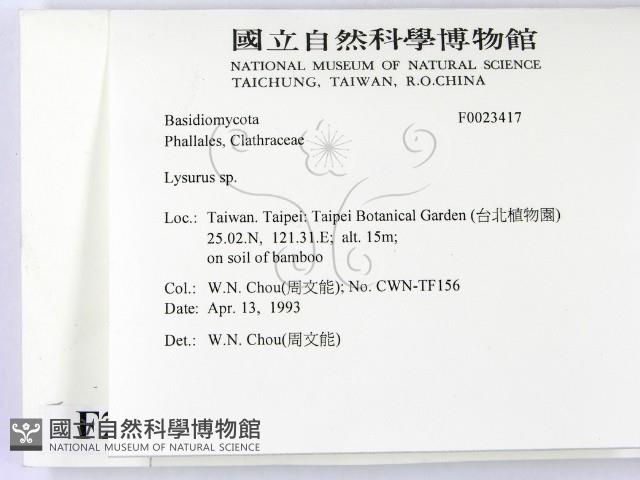 國立自然科學博物館
NATIONAL MUSEUM OF NATURAL SCIENCE
TAICHUNG, TAIWAN, R.O.CHINA
Basidiomycota F0023417
Phallales, Clathraceae
Lysurus sp.
Loc.: Taiwan. Taipei: Taipei Botanical Garden (台北植物園)
25.02.N, 121.31.E; alt. 15m;
on soil of bamboo
Col.: W.N. Chou(周文能); No. CWN-TF156
Date: Apr. 13, 1993
Det.: W.N. Chou(周文能)
國立自然科學博物館
NATIONAL MUSEUM OF NATURAL SCIENCE